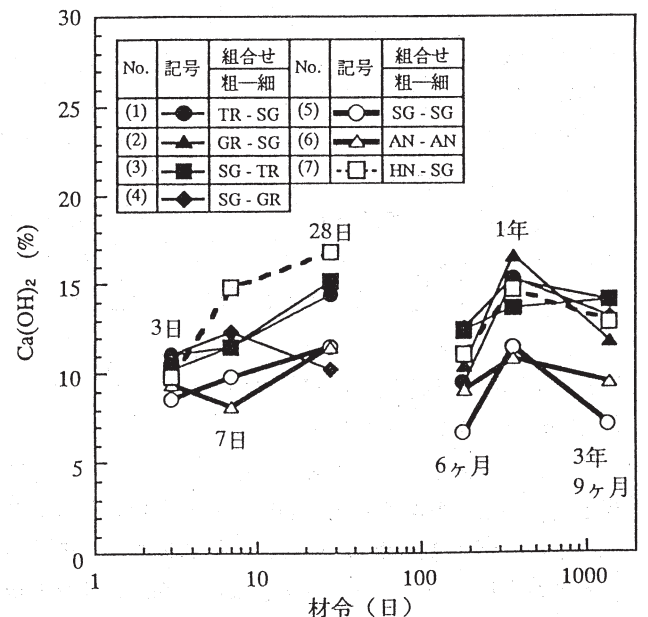 30
25
20
15
10
5
0
Ca(OH)₂ (%)
No. 記号 組合せ 粗—細 No. 記号 組合せ 粗—細
(1) TR - SG (5) SG - SG
(2) GR - SG (6) AN - AN
(3) SG - TR (7) HN - SG
(4) SG - GR
28日
1年
3日
7日
6ヶ月
3年
9ヶ月
1 10 100 1000
材令（日）